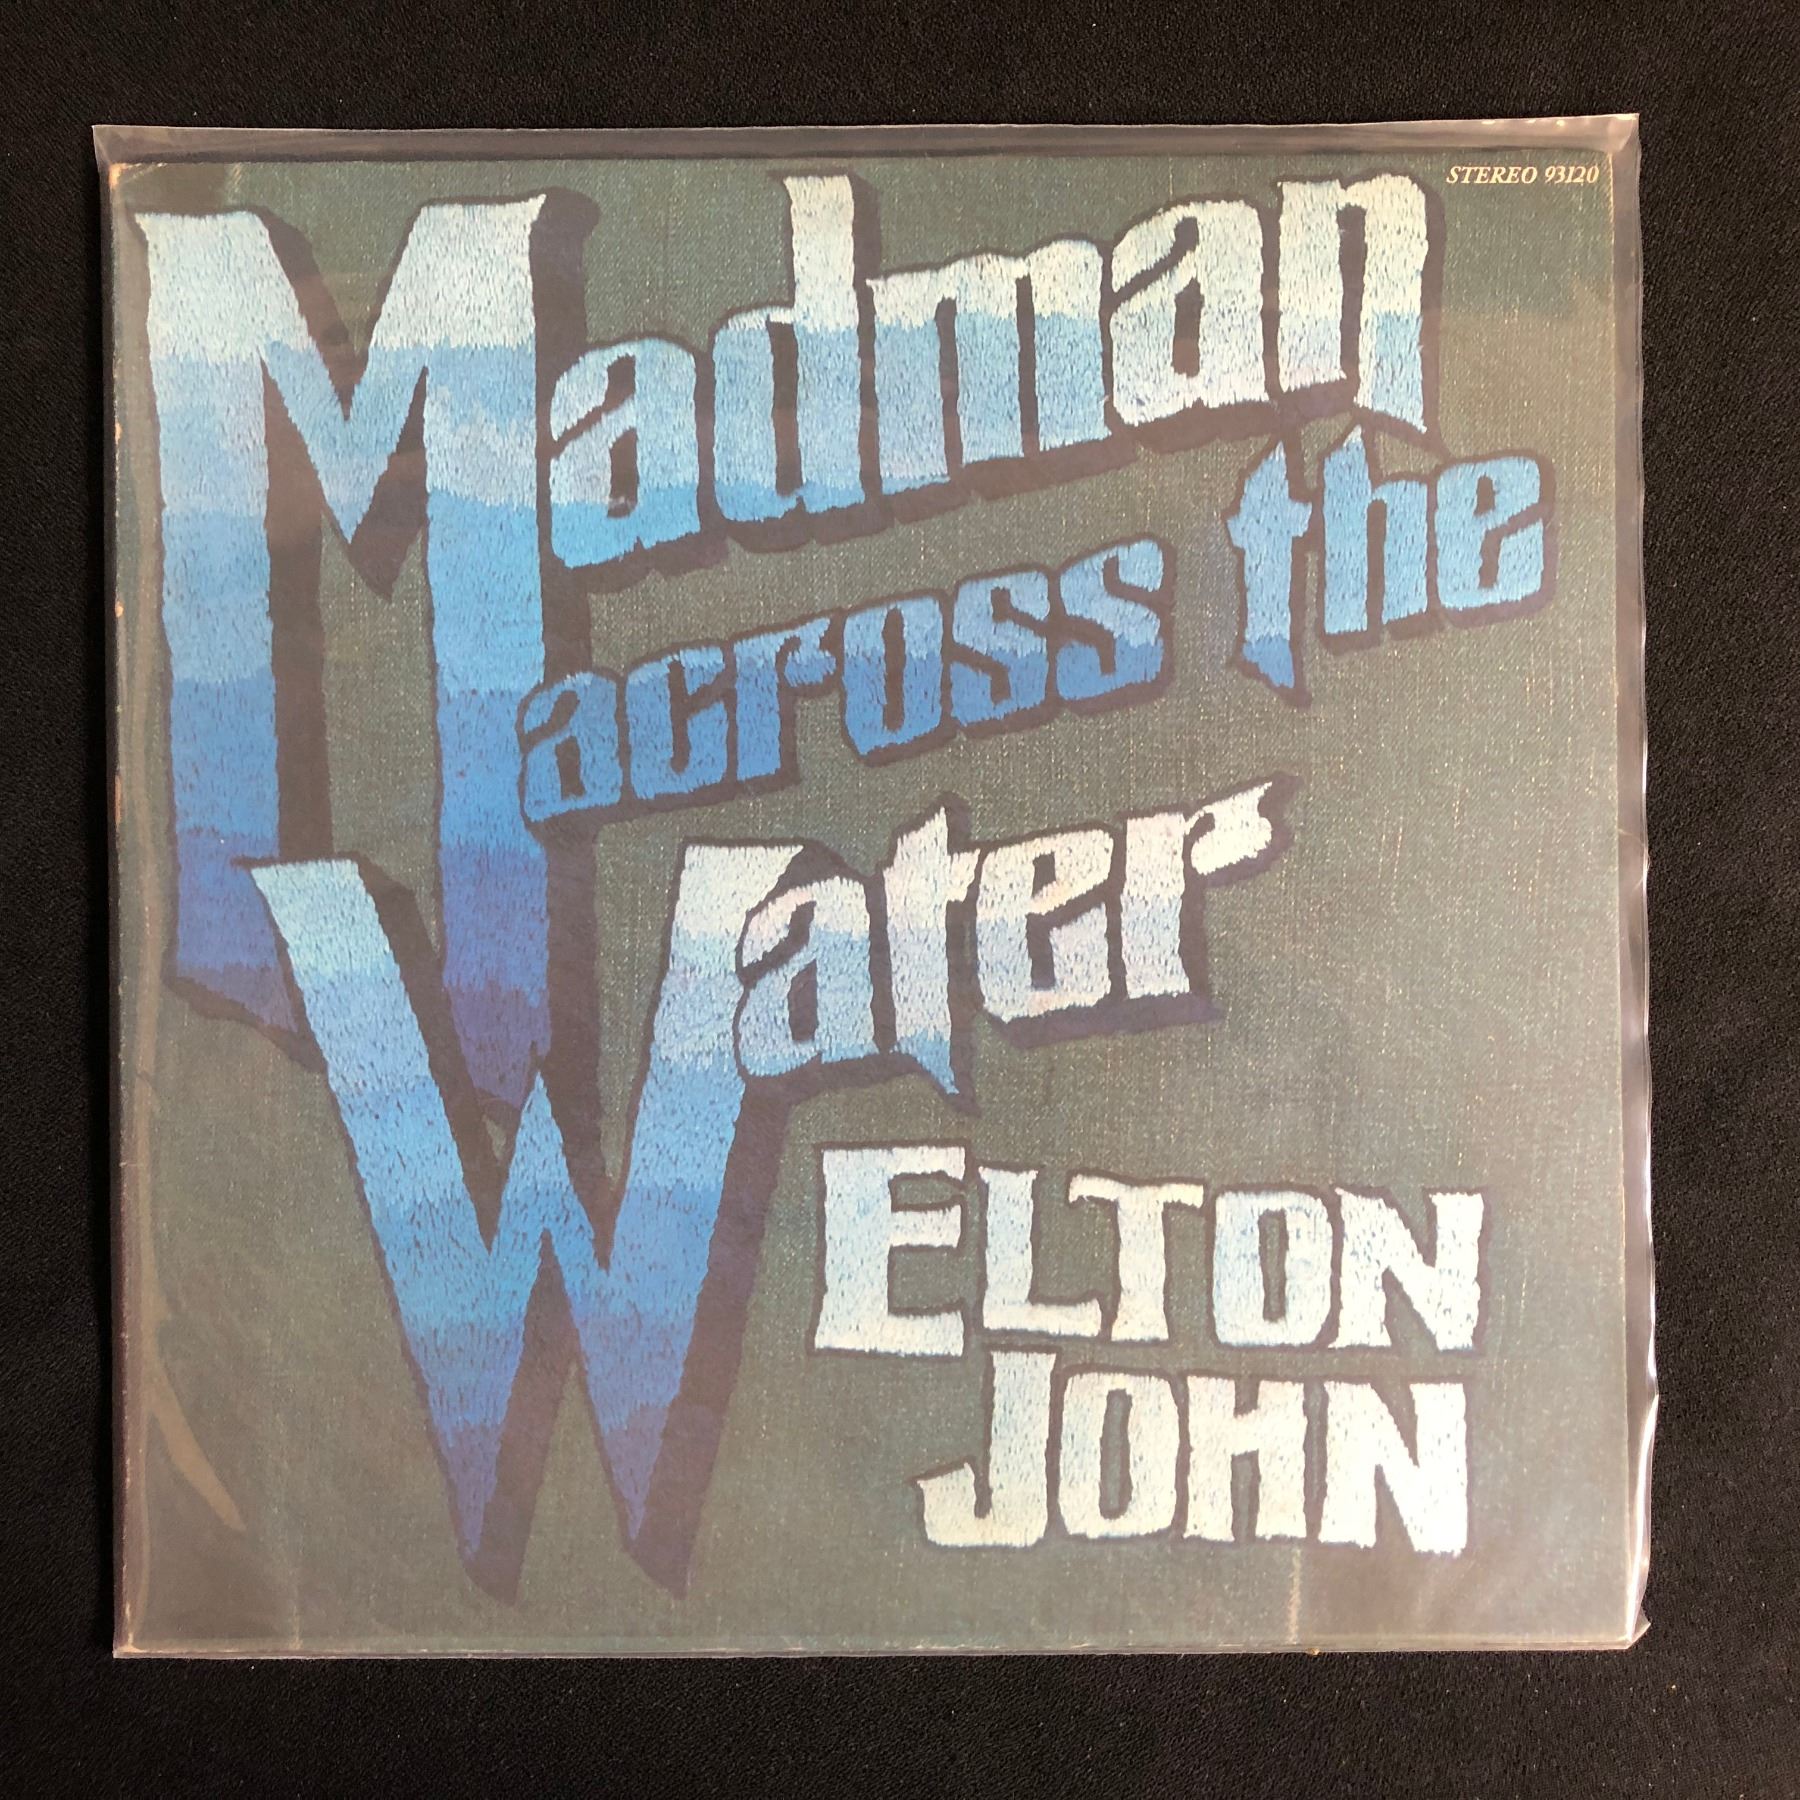 STEREO 93120
Madman
across the
Water
ELTON
JOHN